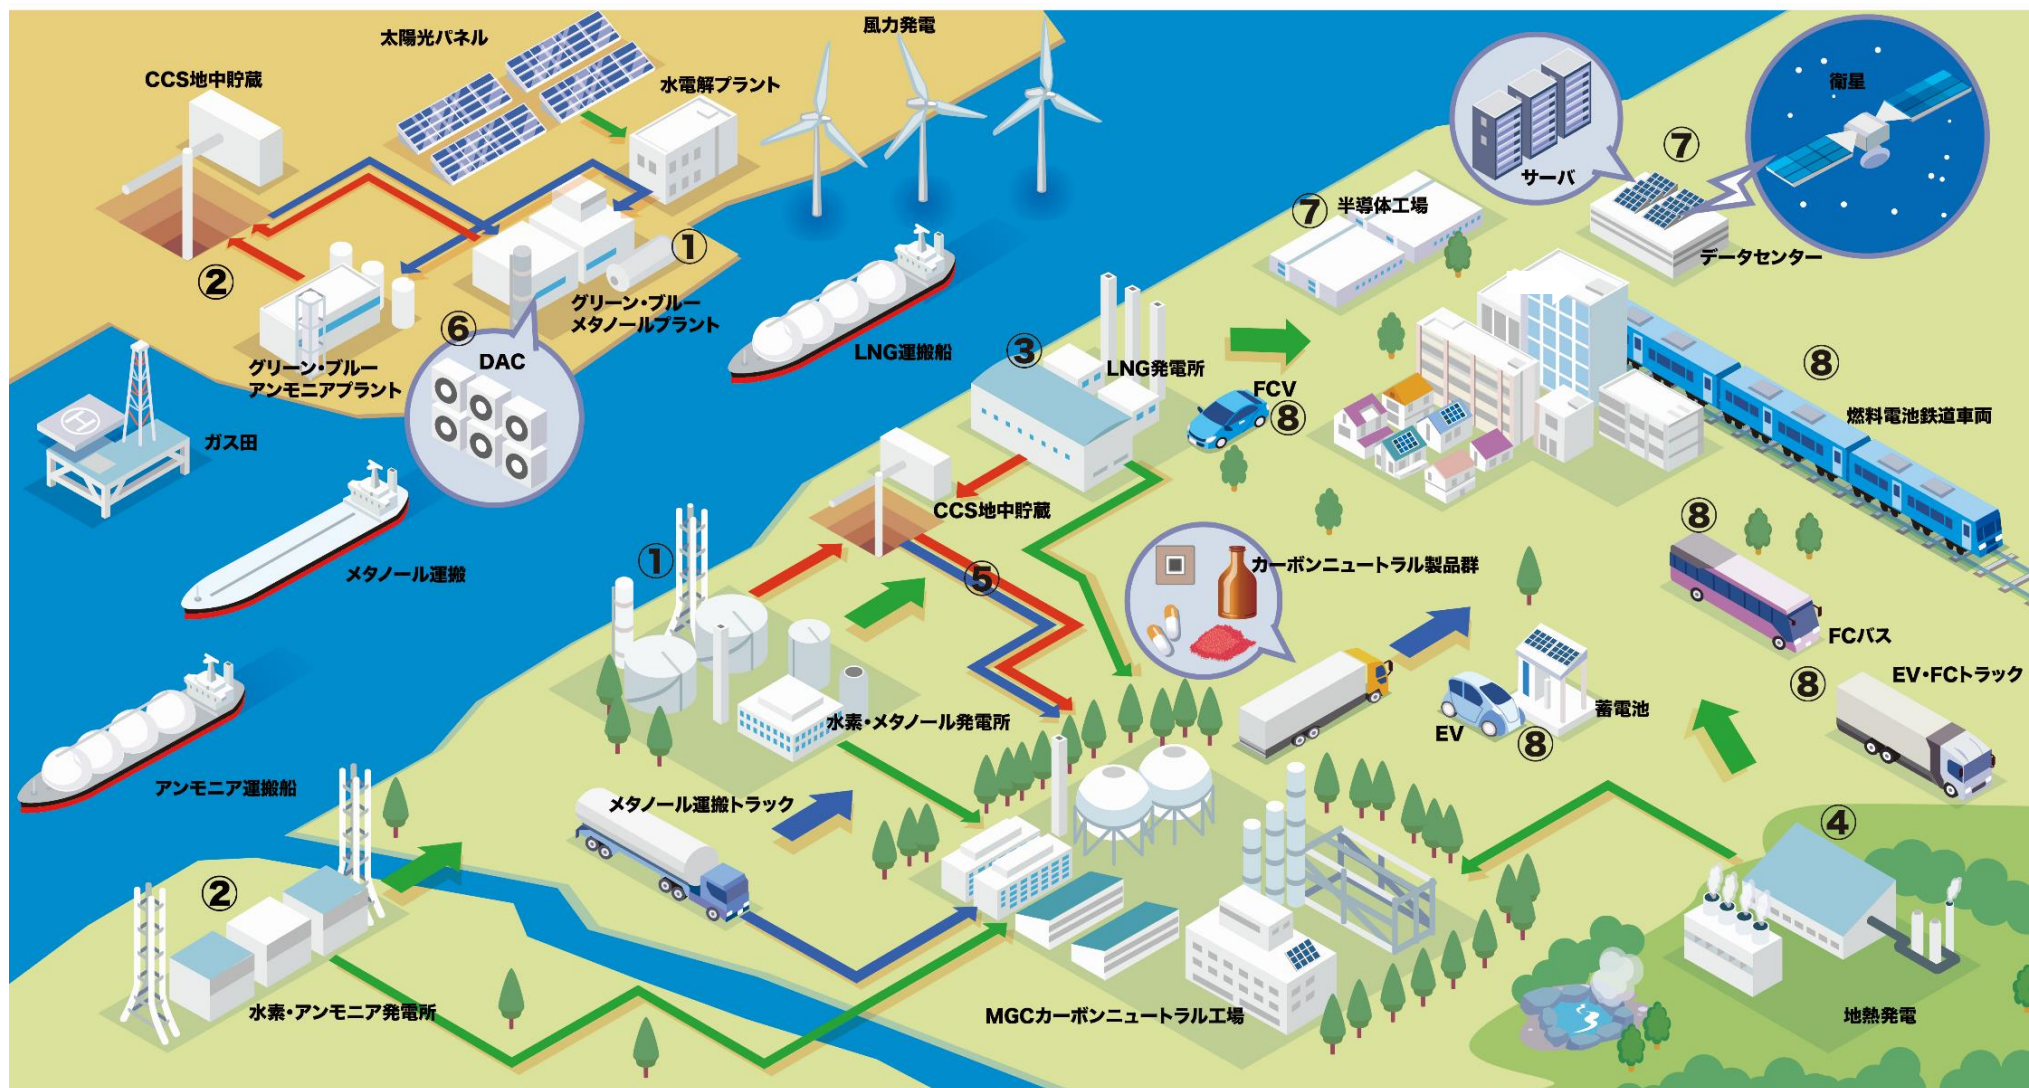 太陽光パネル
風力発電
CCS地中貯蔵
水電解プラント
衛星
⑦
サーバ
⑦
半導体工場
データセンター
①
②
グリーン・ブルー
メタノールプラント
⑥
DAC
グリーン・ブルー
アンモニアプラント
LNG運搬船
③
LNG発電所
FCV
⑧
⑧
燃料電池鉄道車両
H
ガス田
CCS地中貯蔵
メタノール運搬
①
⑤
カーボンニュートラル製品群
⑧
FCバス
⑧
EV・FCトラック
水素・メタノール発電所
EV
⑧
蓄電池
アンモニア運搬船
メタノール運搬トラック
④
②
水素・アンモニア発電所
MGCカーボンニュートラル工場
地熱発電